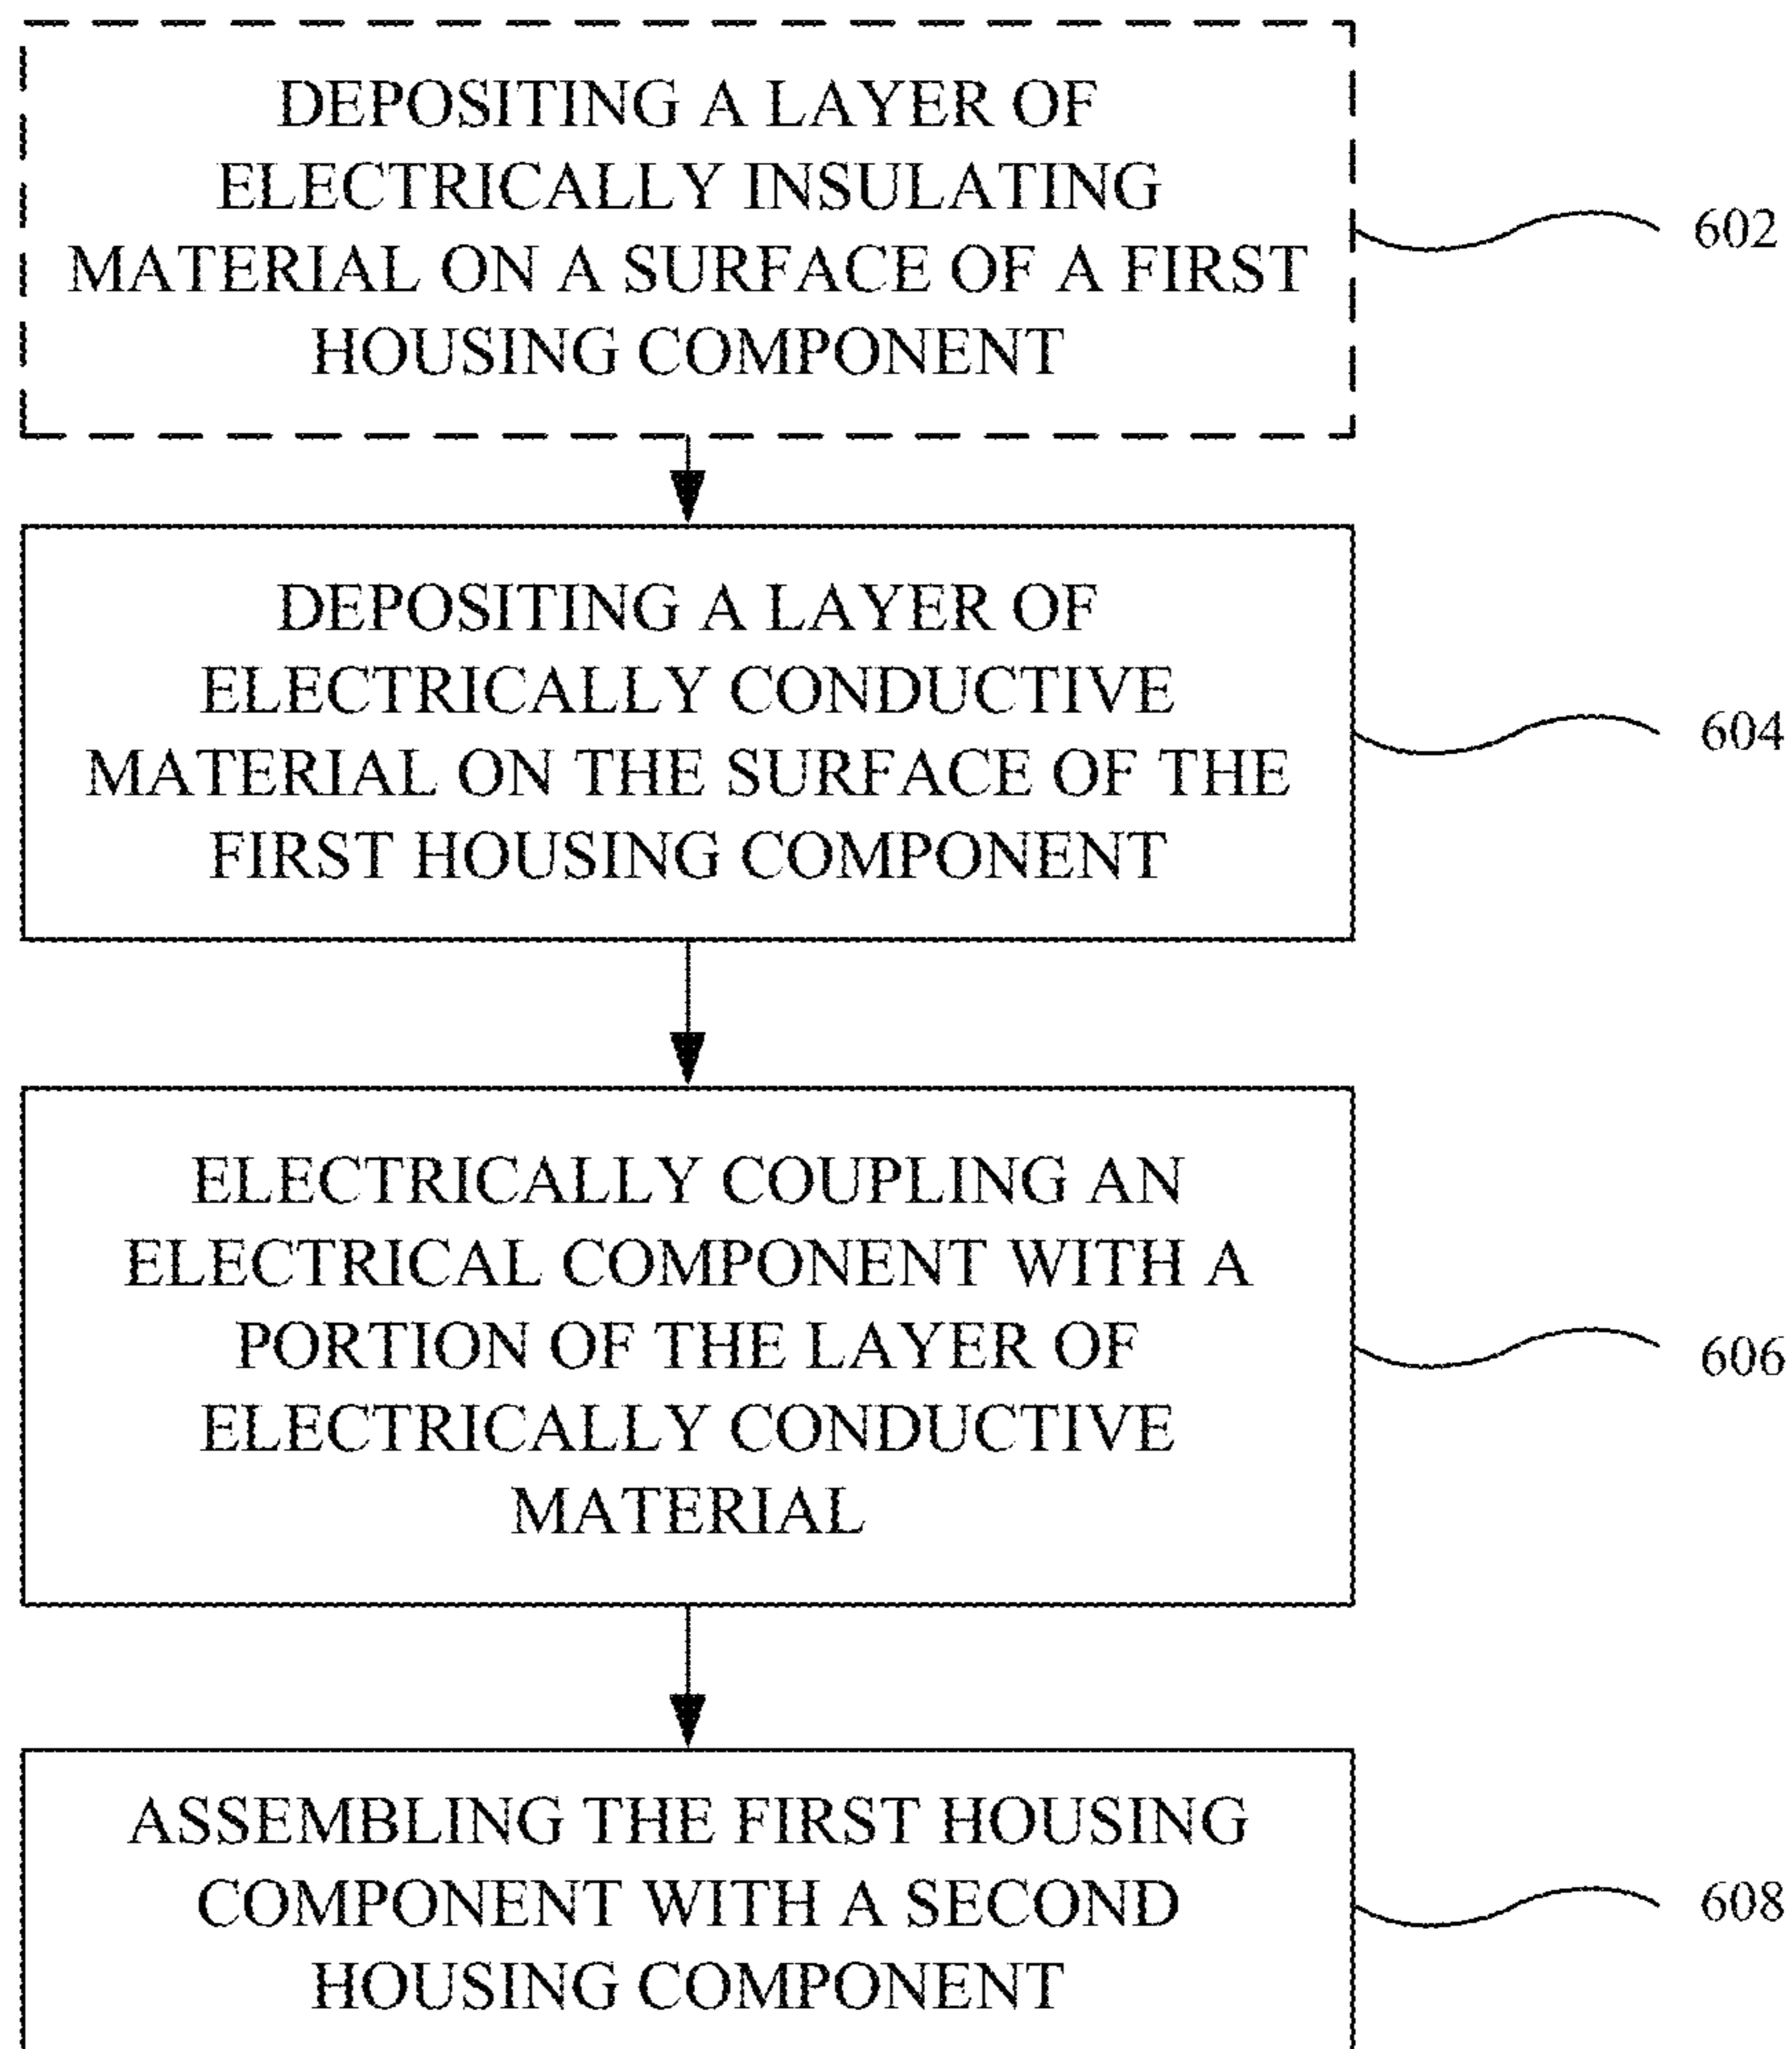 DEPOSITING A LAYER OF
ELECTRICALLY INSULATING
MATERIAL ON A SURFACE OF A FIRST
HOUSING COMPONENT
602
DEPOSITING A LAYER OF
ELECTRICALLY CONDUCTIVE
MATERIAL ON THE SURFACE OF THE
FIRST HOUSING COMPONENT
604
ELECTRICALLY COUPLING AN
ELECTRICAL COMPONENT WITH A
PORTION OF THE LAYER OF
ELECTRICALLY CONDUCTIVE
MATERIAL
606
ASSEMBLING THE FIRST HOUSING
COMPONENT WITH A SECOND
HOUSING COMPONENT
608